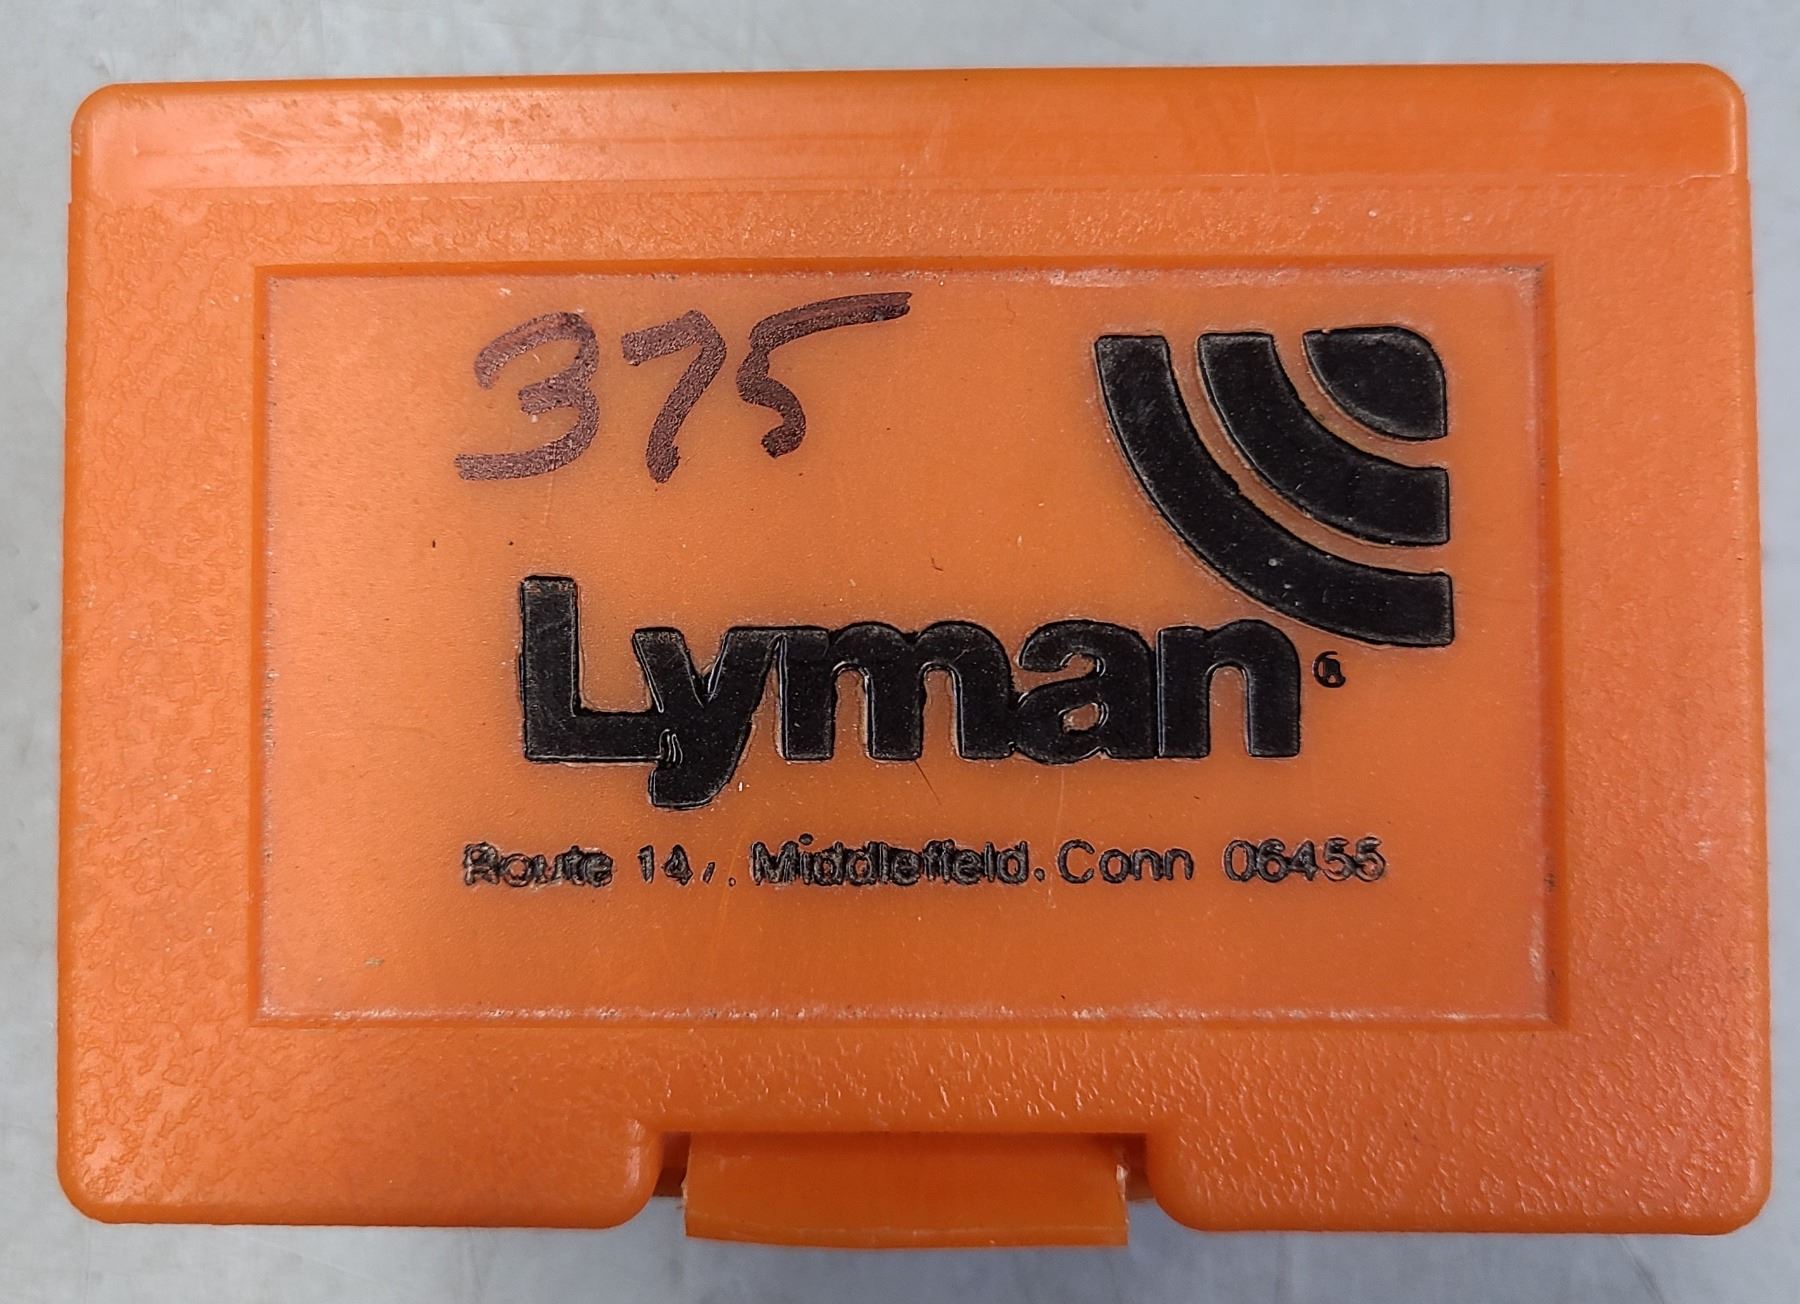 375
Lyman®
Route 147. Middlefield. Conn 06455